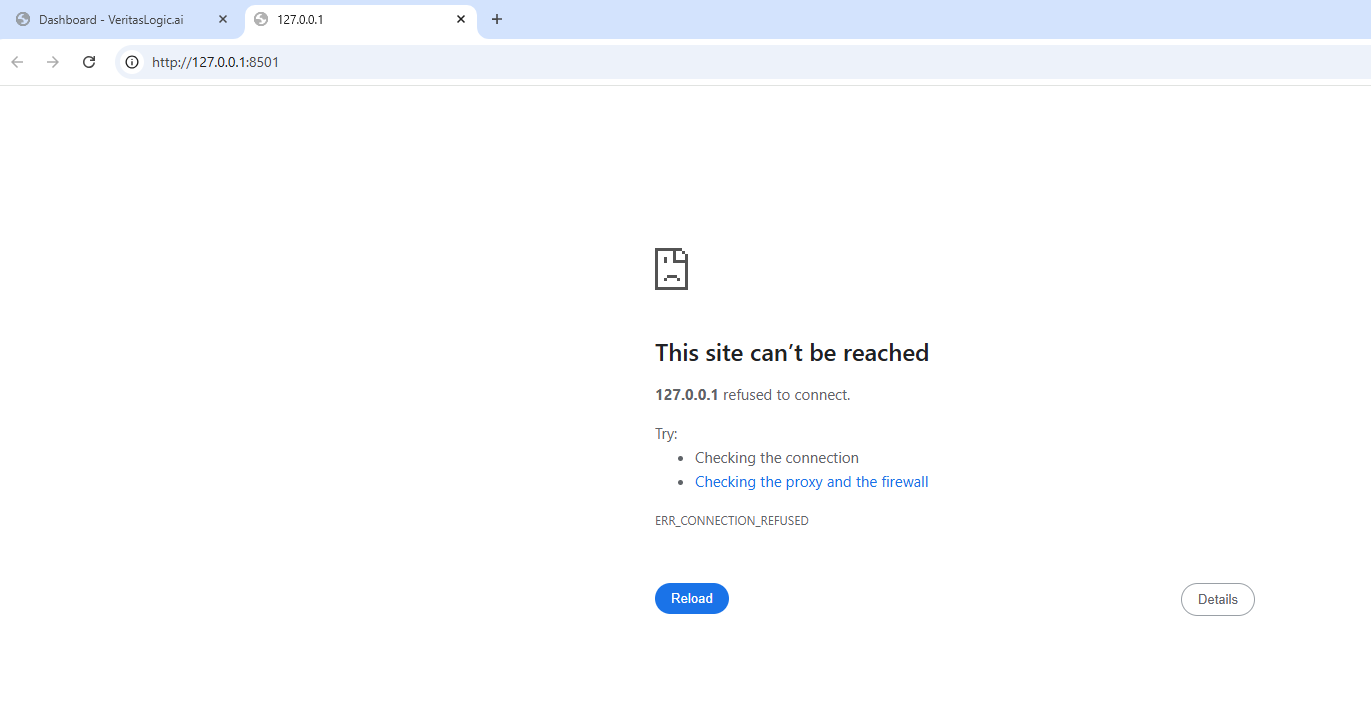 Dashboard - VeritasLogic.ai
127.0.0.1
http://127.0.0.1:8501
This site can’t be reached
127.0.0.1 refused to connect.
Try:
• Checking the connection
• Checking the proxy and the firewall
ERR_CONNECTION_REFUSED
Reload
Details